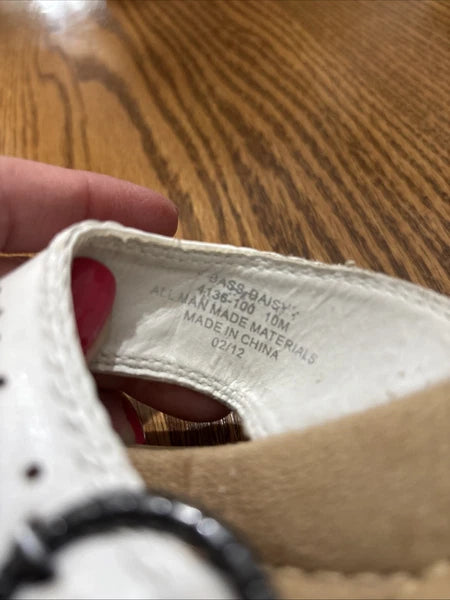 BASS-DAISY
4136-100 10M
ALL MAN MADE MATERIALS
MADE IN CHINA
02/12